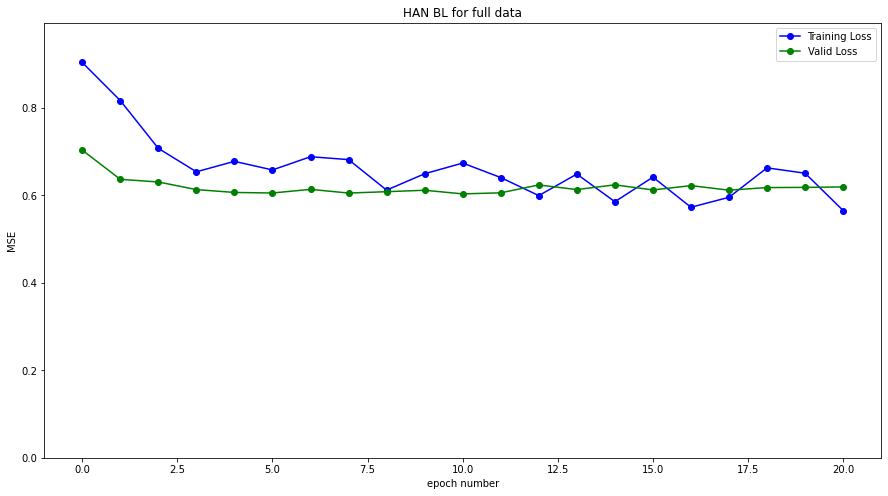 HAN BL for full data
Training Loss
Valid Loss
MSE
0.8
0.6
0.4
0.2
0.0
0.0 2.5 5.0 7.5 10.0 12.5 15.0 17.5 20.0
epoch number